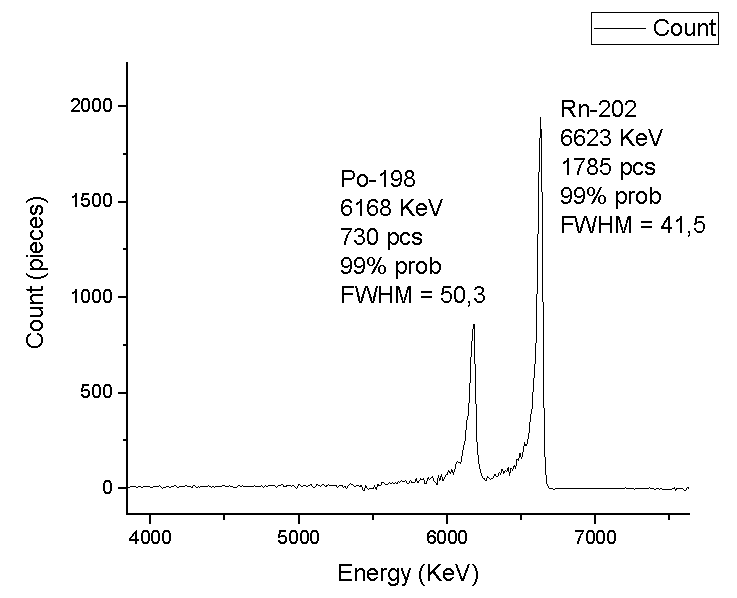 Count
Rn-202
6623 KeV
1785 pcs
99% prob
FWHM = 41,5
Po-198
6168 KeV
730 pcs
99% prob
FWHM = 50,3
2000
1500
1000
500
0
Count (pieces)
4000 5000 6000 7000
Energy (KeV)